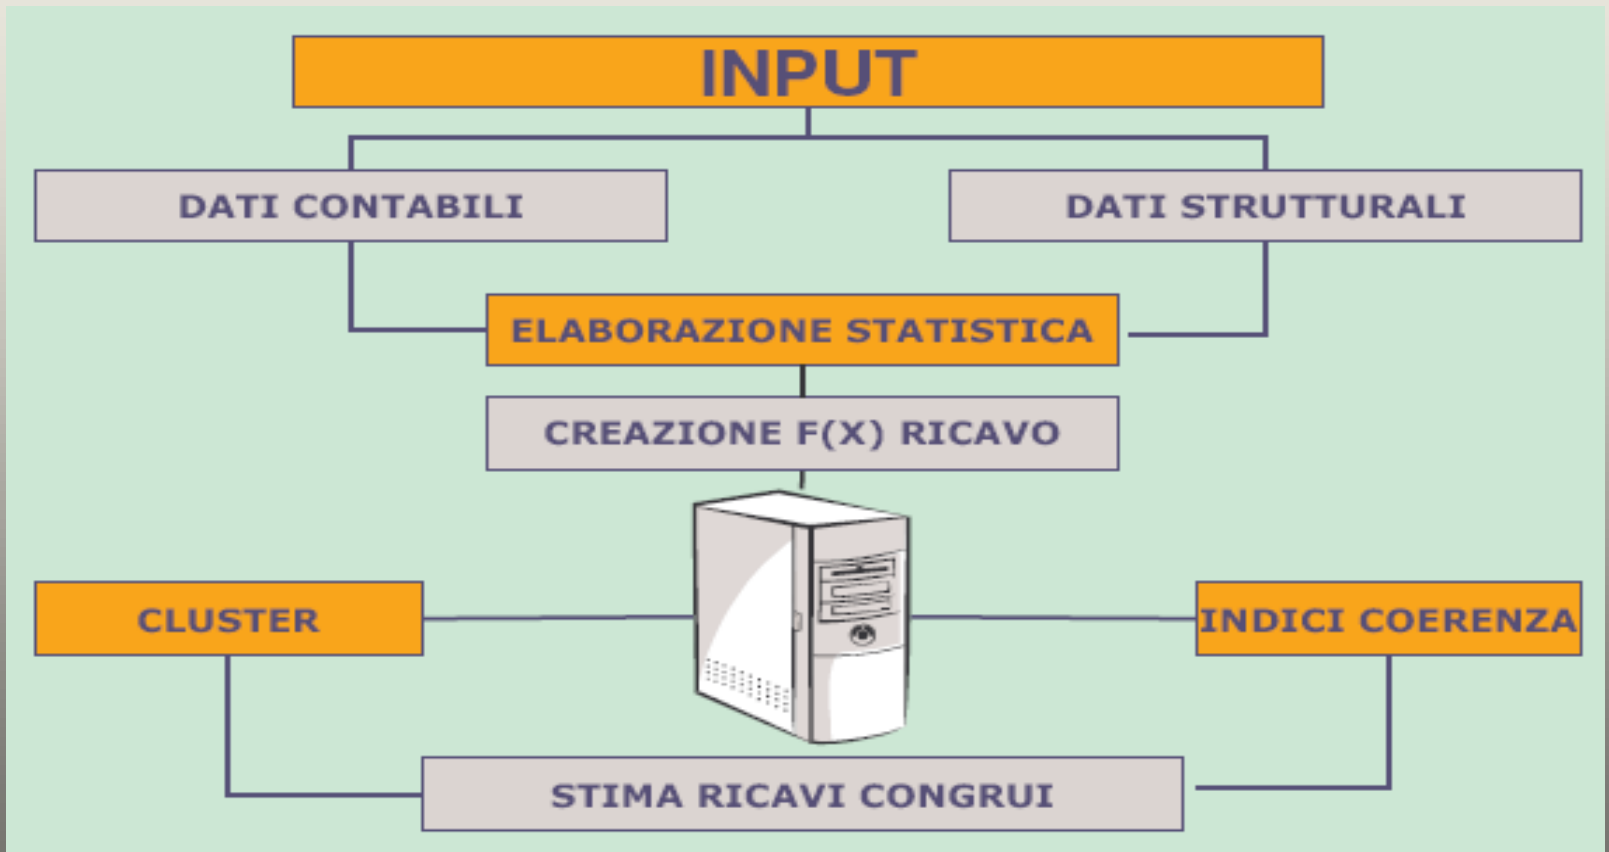 INPUT
DATI CONTABILI
DATI STRUTTURALI
ELABORAZIONE STATISTICA
CREAZIONE F(X) RICAVO
CLUSTER
INDICI COERENZA
STIMA RICAVI CONGRUI